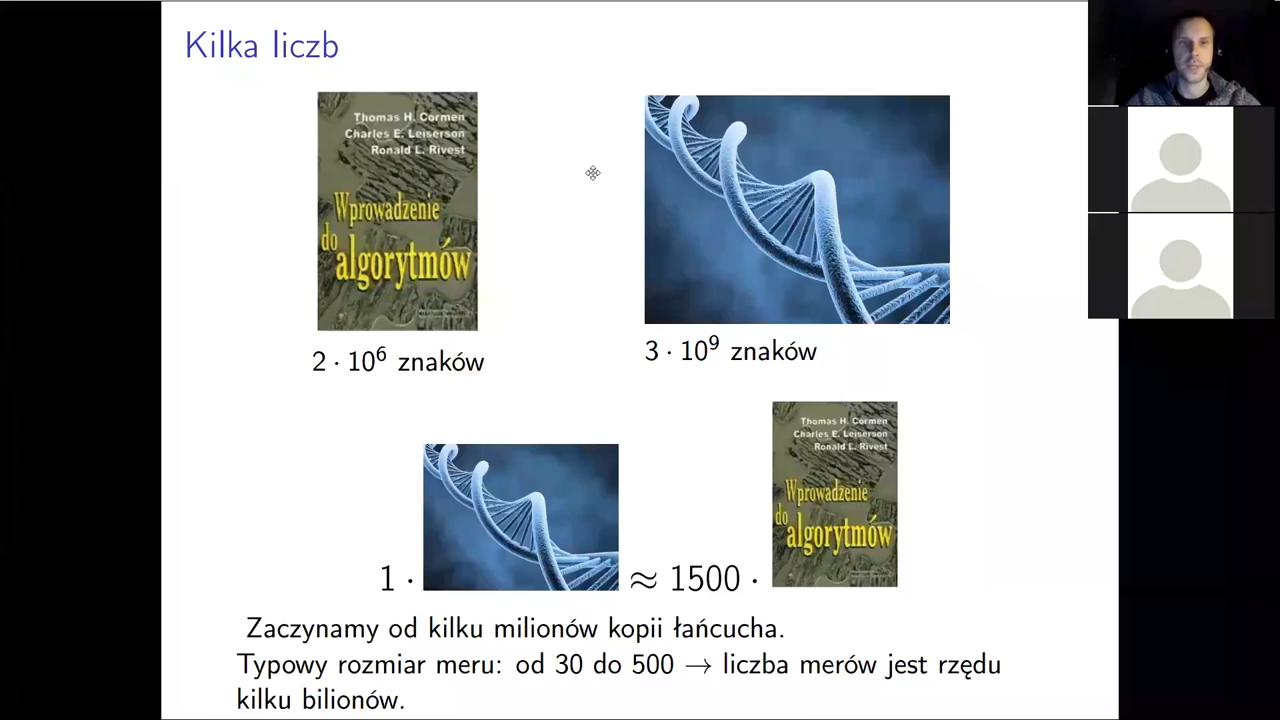 Kilka liczb
Thomas H. Cormen
Charles E. Leiserson
Ronald L. Rivest
Wprowadzenie
do
algorytmów
2 · 10⁶ znaków
3 · 10⁹ znaków
Thomas H. Cormen
Charles E. Leiserson
Ronald L. Rivest
Wprowadzenie
do
algorytmów
1 · ≈ 1500 ·
Zaczynamy od kilku milionów kopii łańcucha.
Typowy rozmiar meru: od 30 do 500 → liczba merów jest rzędu
kilku bilionów.